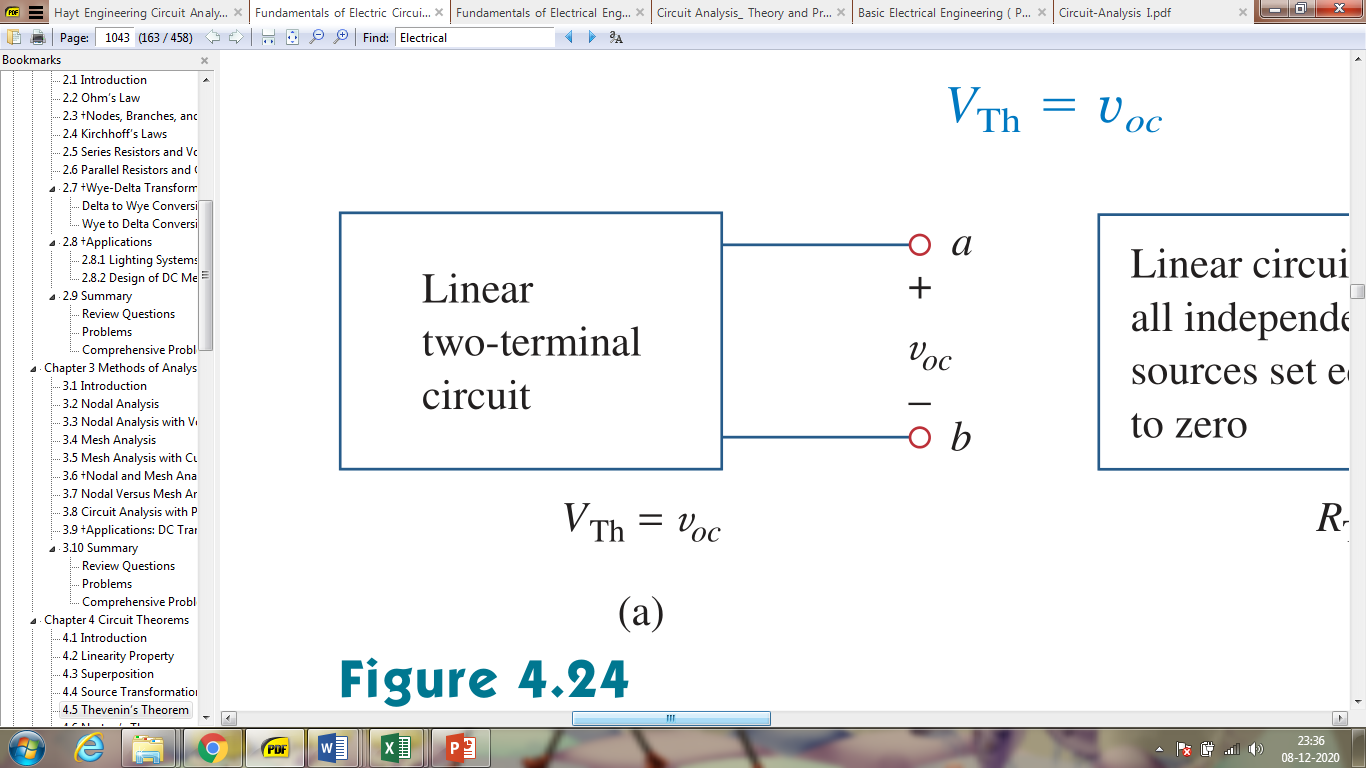 Hayt Engineering Circuit Analy...
Fundamentals of Electric Circui...
Fundamentals of Electrical Eng...
Circuit Analysis_ Theory and Pr...
Basic Electrical Engineering ( P...
Circuit-Analysis I.pdf
Page: 1043 (163 / 458)
Find: Electrical
Bookmarks
2.1 Introduction
2.2 Ohm's Law
2.3 †Nodes, Branches, and
2.4 Kirchhoff's Laws
2.5 Series Resistors and Vo
2.6 Parallel Resistors and C
2.7 †Wye-Delta Transform
Delta to Wye Conversi
Wye to Delta Conversi
2.8 †Applications
2.8.1 Lighting Systems
2.8.2 Design of DC Me
2.9 Summary
Review Questions
Problems
Comprehensive Probl
Chapter 3 Methods of Analys
3.1 Introduction
3.2 Nodal Analysis
3.3 Nodal Analysis with Vo
3.4 Mesh Analysis
3.5 Mesh Analysis with Cu
3.6 †Nodal and Mesh Ana
3.7 Nodal Versus Mesh An
3.8 Circuit Analysis with P
3.9 †Applications: DC Tran
3.10 Summary
Review Questions
Problems
Comprehensive Probl
Chapter 4 Circuit Theorems
4.1 Introduction
4.2 Linearity Property
4.3 Superposition
4.4 Source Transformation
4.5 Thevenin's Theorem
V_Th = v_oc
Linear
two-terminal
circuit
a
+
v_oc
−
b
Linear circui
all independe
sources set e
to zero
V_Th = v_oc
R_T
(a)
Figure 4.24
PDF
23:36
08-12-2020